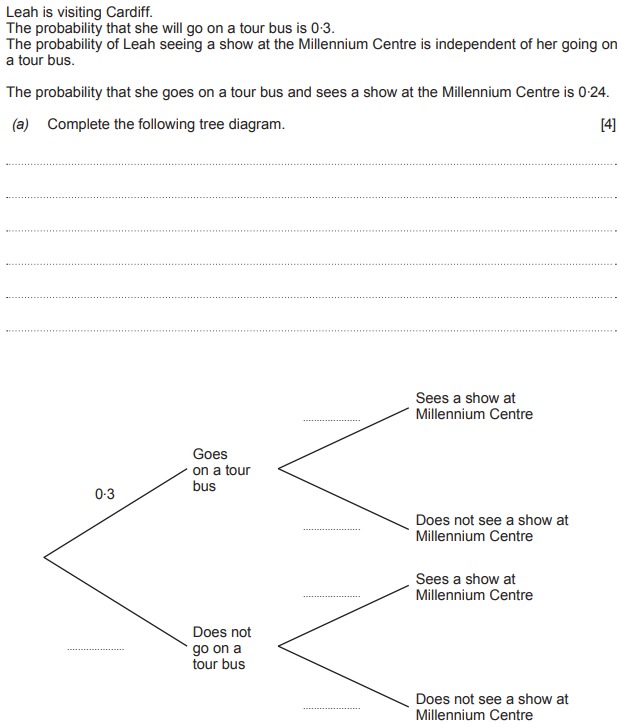 Leah is visiting Cardiff.
The probability that she will go on a tour bus is 0·3.
The probability of Leah seeing a show at the Millennium Centre is independent of her going on
a tour bus.
The probability that she goes on a tour bus and sees a show at the Millennium Centre is 0·24.
(a) Complete the following tree diagram. [4]
Sees a show at
Millennium Centre
Goes
on a tour
bus
0·3
Does not see a show at
Millennium Centre
Sees a show at
Millennium Centre
Does not
go on a
tour bus
Does not see a show at
Millennium Centre